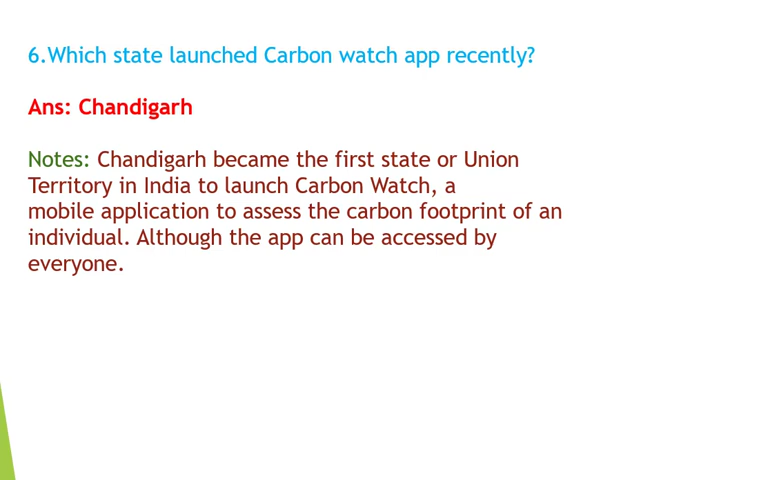 6.Which state launched Carbon watch app recently?
Ans: Chandigarh
Notes: Chandigarh became the first state or Union
Territory in India to launch Carbon Watch, a
mobile application to assess the carbon footprint of an
individual. Although the app can be accessed by
everyone.